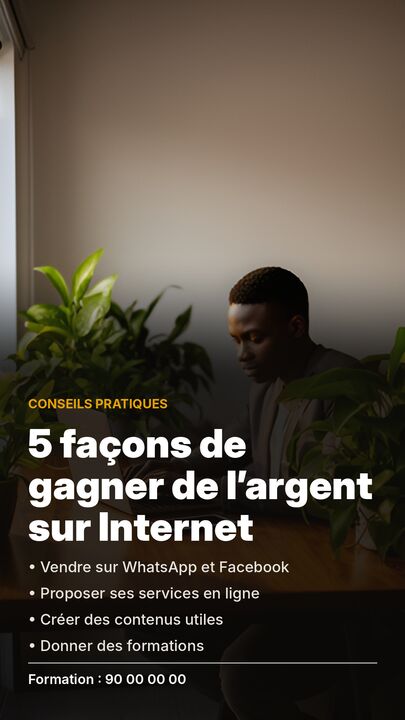 CONSEILS PRATIQUES
5 façons de
gagner de l’argent
sur Internet
• Vendre sur WhatsApp et Facebook
• Proposer ses services en ligne
• Créer des contenus utiles
• Donner des formations
Formation : 90 00 00 00